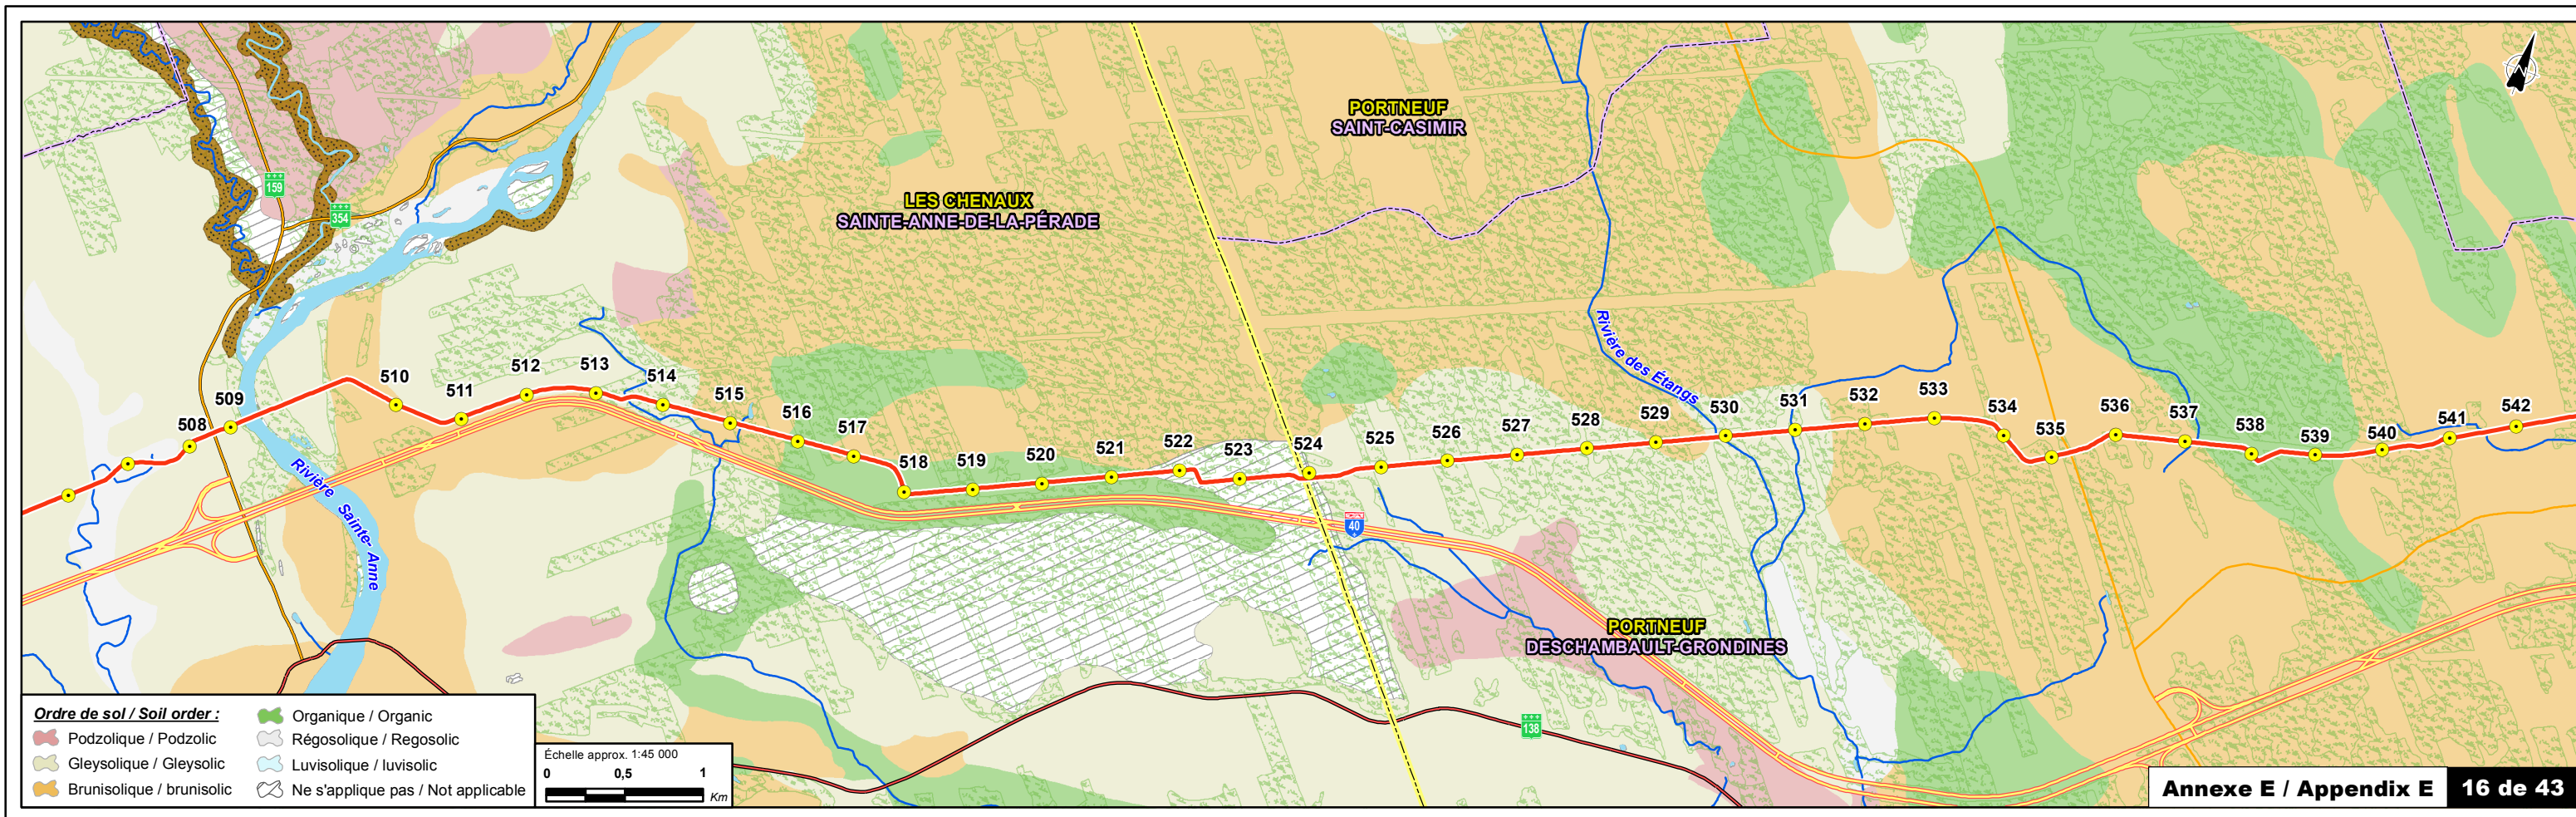 PORTNEUF
SAINT-CASIMIR
159
354
LES CHENAUX
SAINTE-ANNE-DE-LA-PÉRADE
Rivière des Étangs
508
509
510
511
512
513
514
515
516
517
518
519
520
521
522
523
524
525
526
527
528
529
530
531
532
533
534
535
536
537
538
539
540
541
542
Rivière Sainte- Anne
40
PORTNEUF
DESCHAMBAULT-GRONDINES
138
Ordre de sol / Soil order :
Podzolique / Podzolic
Gleysolique / Gleysolic
Brunisolique / brunisolic
Organique / Organic
Régosolique / Regosolic
Luvisolique / luvisolic
Ne s'applique pas / Not applicable
Échelle approx. 1:45 000
0 0,5 1
Km
Annexe E / Appendix E 16 de 43